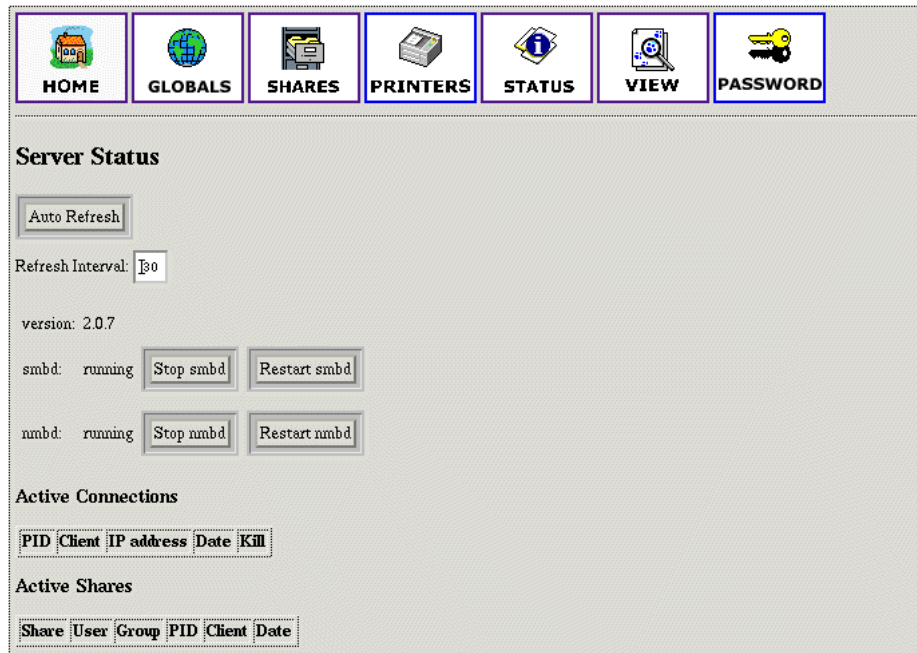 HOME GLOBALS SHARES PRINTERS STATUS VIEW PASSWORD
Server Status
Auto Refresh
Refresh Interval: 30
version: 2.0.7
smbd: running Stop smbd Restart smbd
nmbd: running Stop nmbd Restart nmbd
Active Connections
PID Client IP address Date Kill
Active Shares
Share User Group PID Client Date